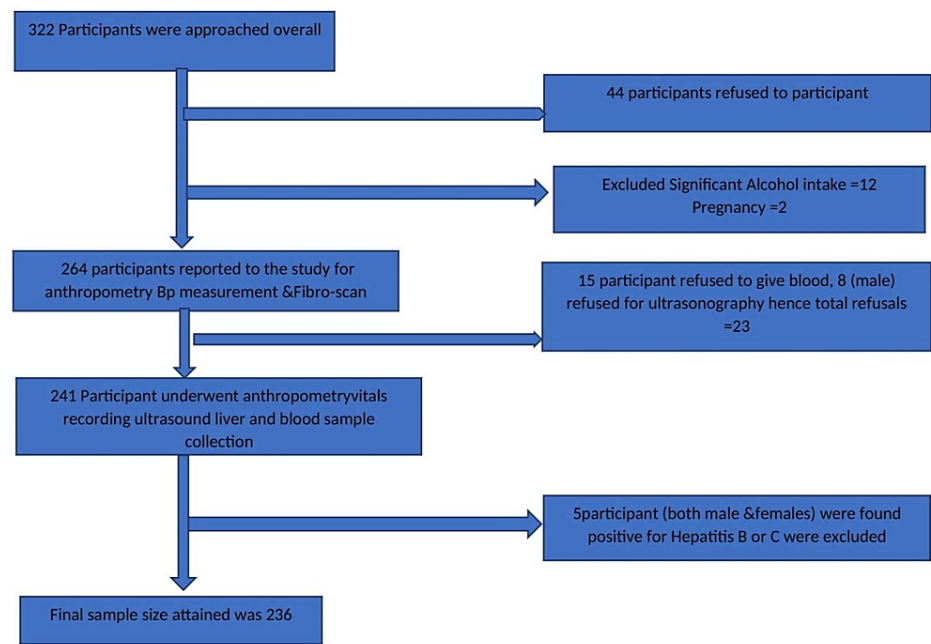 322 Participants were approached overall
44 participants refused to participant
Excluded Significant Alcohol intake =12
Pregnancy =2
264 participants reported to the study for
anthropometry Bp measurement &Fibro-scan
15 participant refused to give blood, 8 (male)
refused for ultrasonography hence total refusals
=23
241 Participant underwent anthropometryvitals
recording ultrasound liver and blood sample
collection
5participant (both male &females) were found
positive for Hepatitis B or C were excluded
Final sample size attained was 236